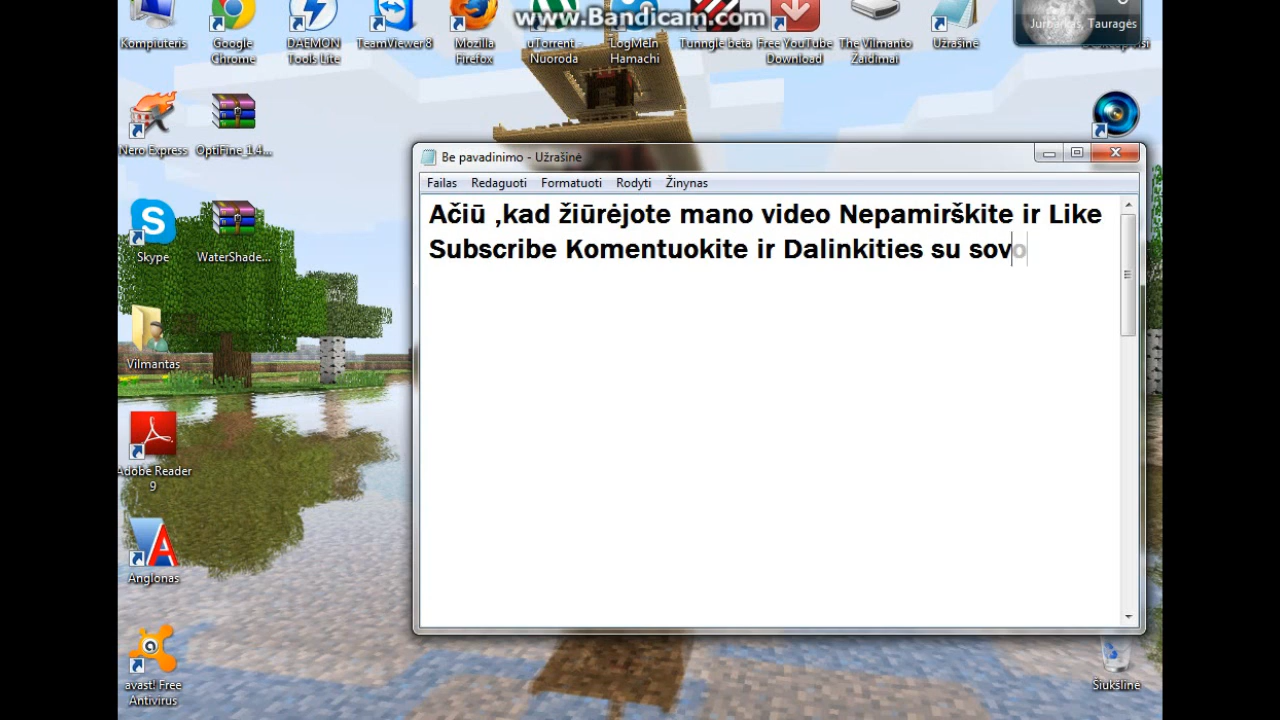 www.Bandicam.com
Kompiuteris
Google Chrome
DAEMON Tools Lite
TeamViewer 8
Mozilla Firefox
uTorrent - Nuoroda
LogMeIn Hamachi
Tunngle beta
Free YouTube Download
The Vilmanto Žaidimai
Užrašinė
Jurbarkas, Tauragės
Nero Express
OptiFine_1.4...
Skype
WaterShade...
Vilmantas
Adobe Reader 9
Anglonas
avast! Free Antivirus
Be pavadinimo - Užrašinė
Failas Redaguoti Formatuoti Rodyti Žinynas
Ačiū ,kad žiūrėjote mano video Nepamirškite ir Like
Subscribe Komentuokite ir Dalinkities su sovo
Šiukšlinė